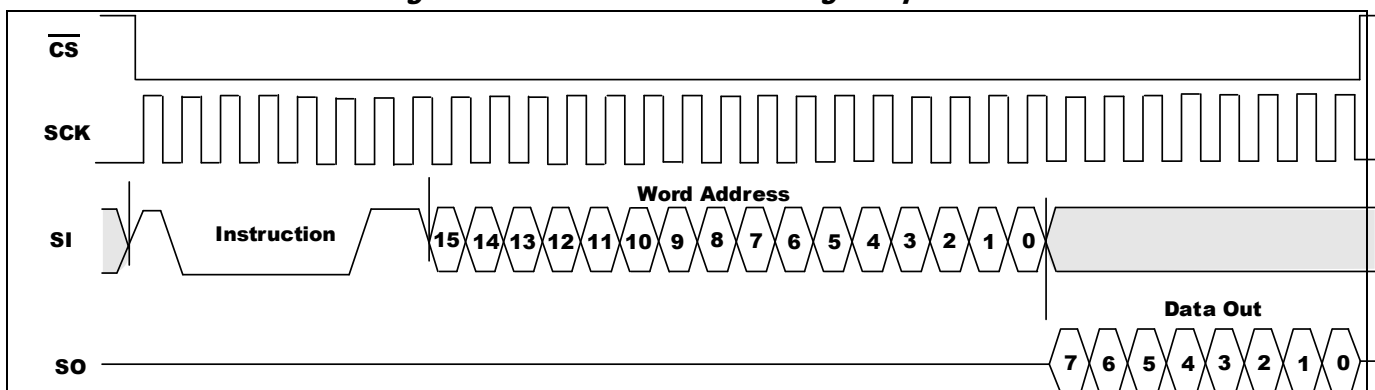 CS
SCK
Word Address
SI Instruction 15 14 13 12 11 10 9 8 7 6 5 4 3 2 1 0
Data Out
SO 7 6 5 4 3 2 1 0